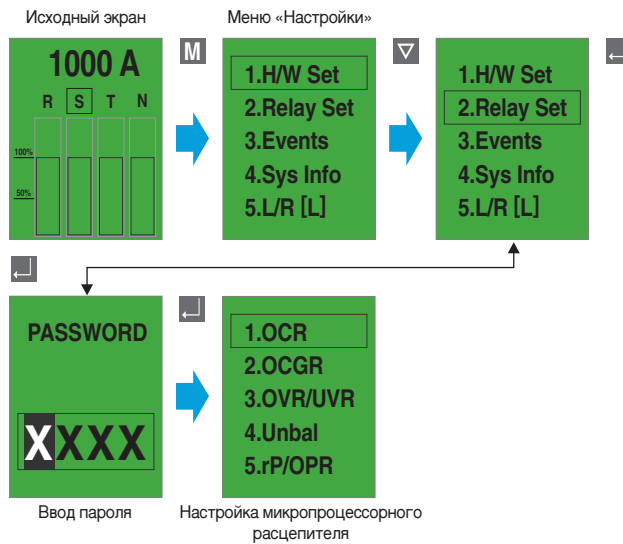 Исходный экран
Меню «Настройки»
1000 A
R S T N
100%
50%
M
1.H/W Set
2.Relay Set
3.Events
4.Sys Info
5.L/R [L]
1.H/W Set
2.Relay Set
3.Events
4.Sys Info
5.L/R [L]
PASSWORD
XXXX
1.OCR
2.OCGR
3.OVR/UVR
4.Unbal
5.rP/OPR
Ввод пароля
Настройка микропроцессорного
расцепителя